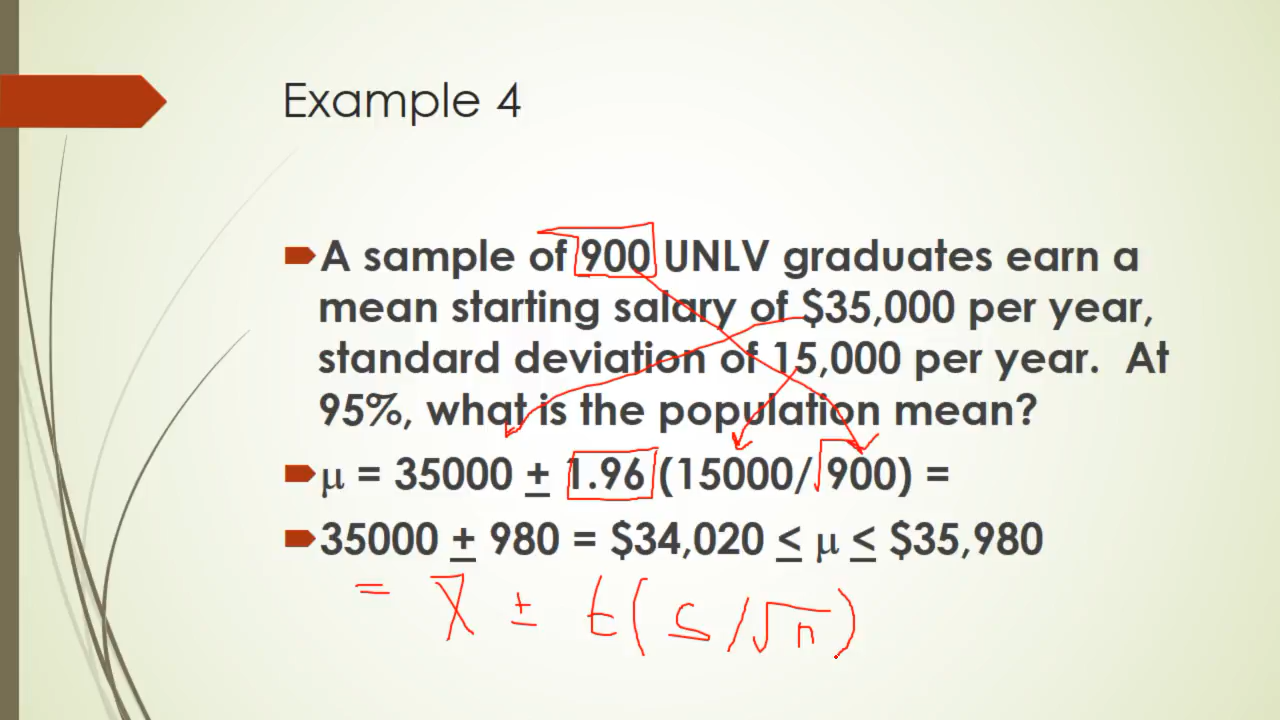 Example 4
A sample of 900 UNLV graduates earn a
mean starting salary of $35,000 per year,
standard deviation of 15,000 per year. At
95%, what is the population mean?
μ = 35000 ± 1.96 (15000/√900) =
35000 ± 980 = $34,020 ≤ μ ≤ $35,980
= X̅ ± t(s/√n)